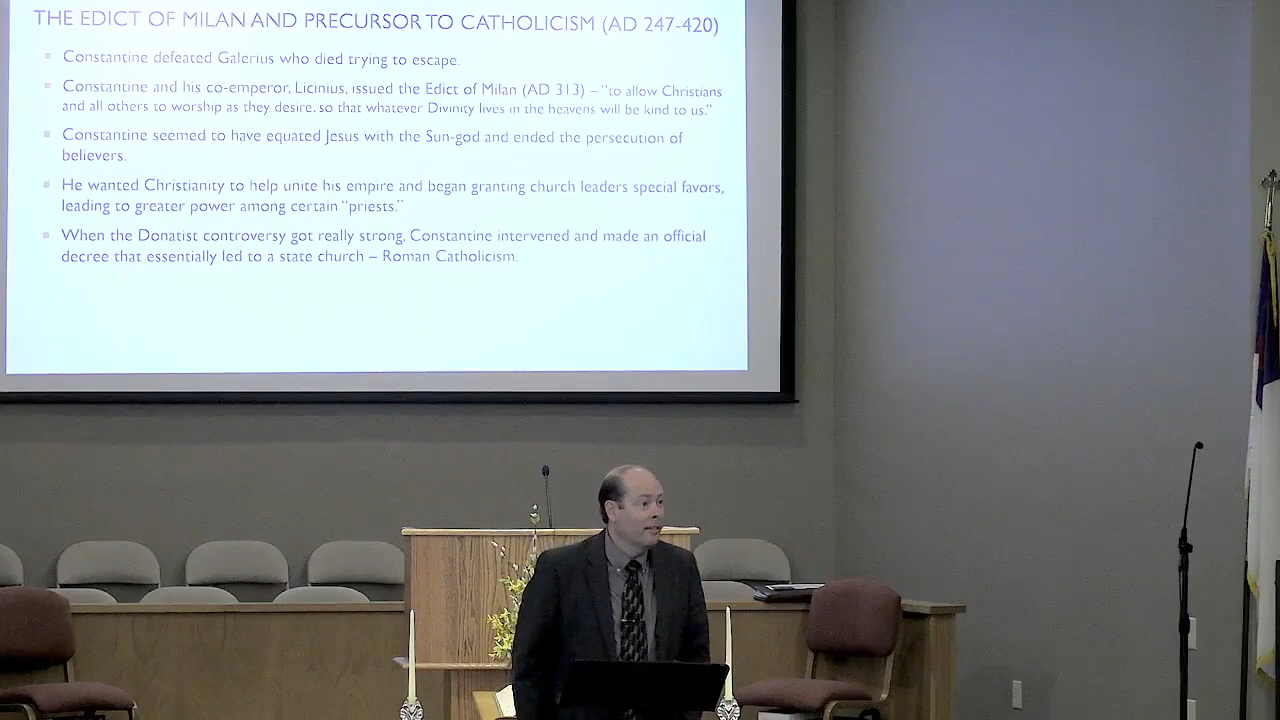 THE EDICT OF MILAN AND PRECURSOR TO CATHOLICISM (AD 247-420)
Constantine defeated Galerius who died trying to escape.
Constantine and his co-emperor, Licinius, issued the Edict of Milan (AD 313) – "to allow Christians
and all others to worship as they desire, so that whatever Divinity lives in the heavens will be kind to us."
Constantine seemed to have equated Jesus with the Sun-god and ended the persecution of
believers.
He wanted Christianity to help unite his empire and began granting church leaders special favors,
leading to greater power among certain "priests."
When the Donatist controversy got really strong, Constantine intervened and made an official
decree that essentially led to a state church – Roman Catholicism.